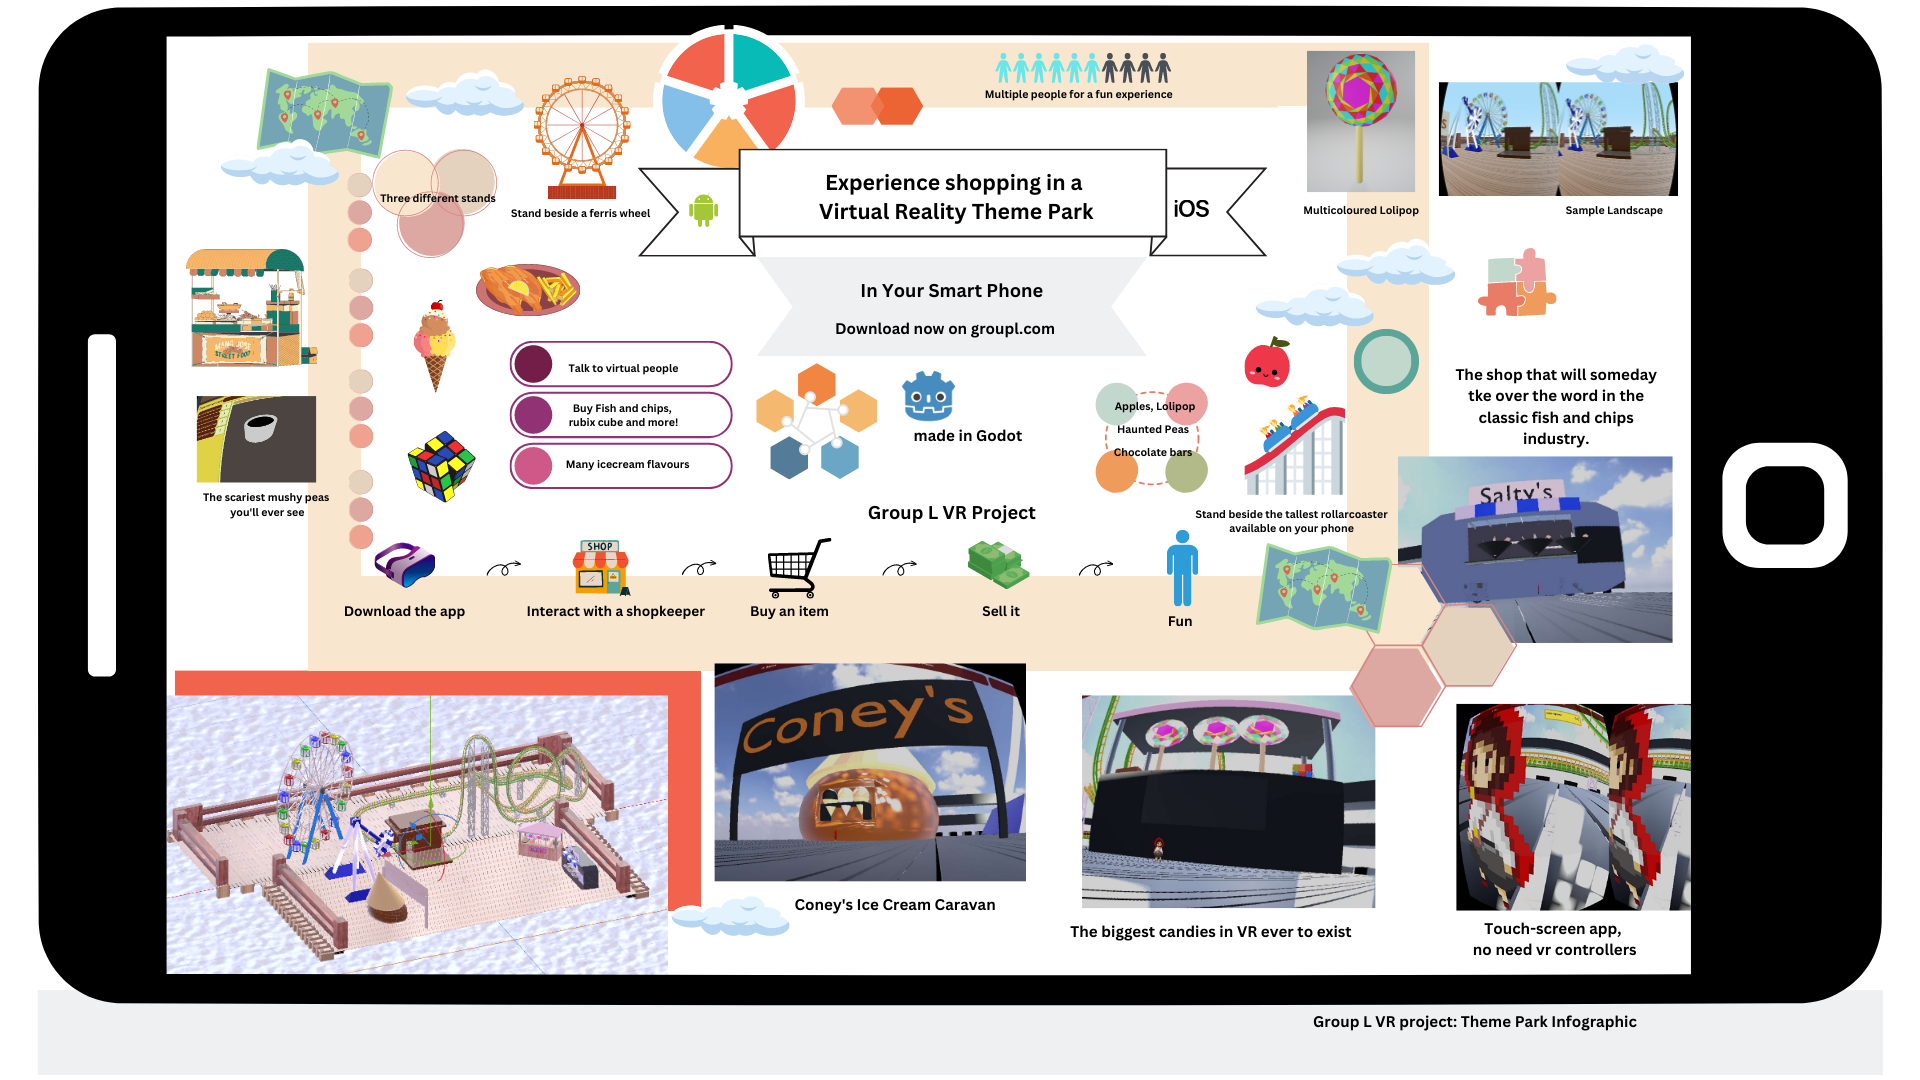 Multiple people for a fun experience
Three different stands
Stand beside a ferris wheel
Experience shopping in a
Virtual Reality Theme Park
iOS
Multicoloured Lolipop
Sample Landscape
In Your Smart Phone
Download now on groupl.com
STREET FOOD
Talk to virtual people
Buy Fish and chips,
rubix cube and more!
Many icecream flavours
made in Godot
Apples, Lolipop
Haunted Peas
Chocolate bars
The shop that will someday
tke over the word in the
classic fish and chips
industry.
The scariest mushy peas
you'll ever see
Group L VR Project
Stand beside the tallest rollarcoaster
available on your phone
Salty's
SHOP
Download the app
Interact with a shopkeeper
Buy an item
Sell it
Fun
Coney's
Coney's Ice Cream Caravan
The biggest candies in VR ever to exist
Touch-screen app,
no need vr controllers
Group L VR project: Theme Park Infographic